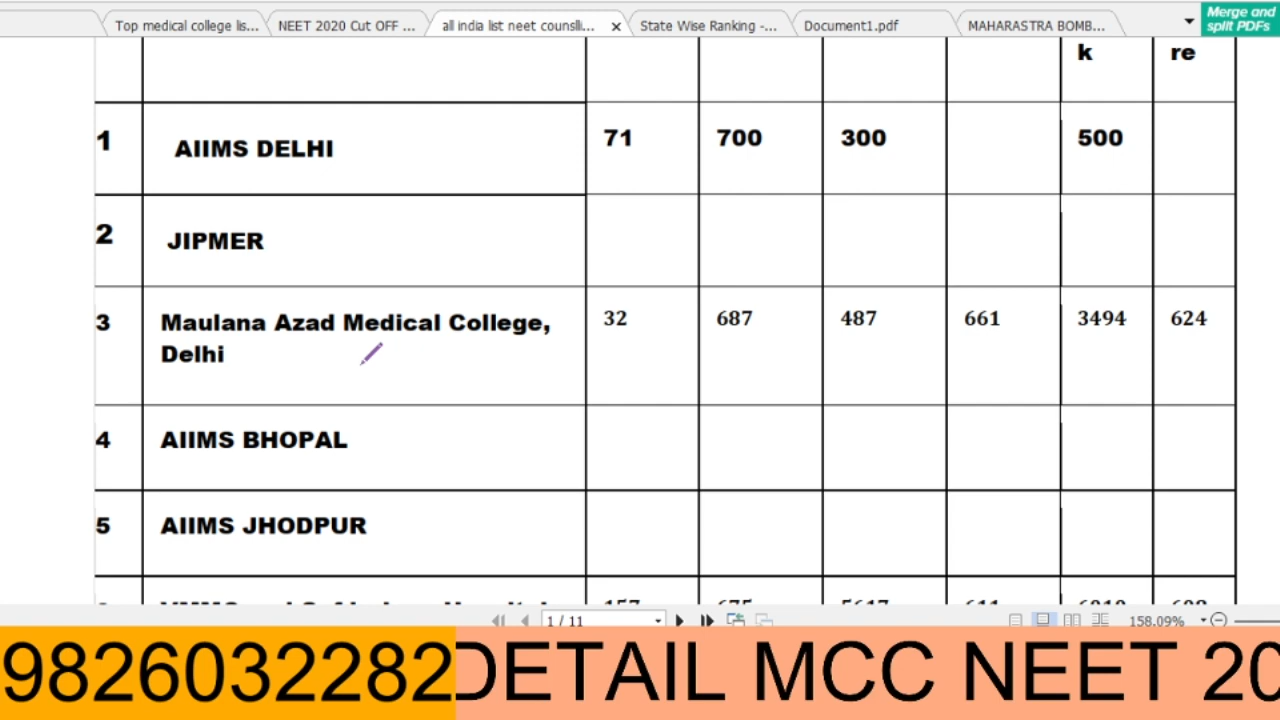 Top medical college lis...
NEET 2020 Cut OFF ...
all india list neet counslli...
State Wise Ranking -...
Document1.pdf
MAHARASTRA BOMB...
Merge and
split PDFs
k re
1 AIIMS DELHI 71 700 300 500
2 JIPMER
3 Maulana Azad Medical College, 32 687 487 661 3494 624
Delhi
4 AIIMS BHOPAL
5 AIIMS JHODPUR
1 / 11
158.09%
9826032282 DETAIL MCC NEET 20